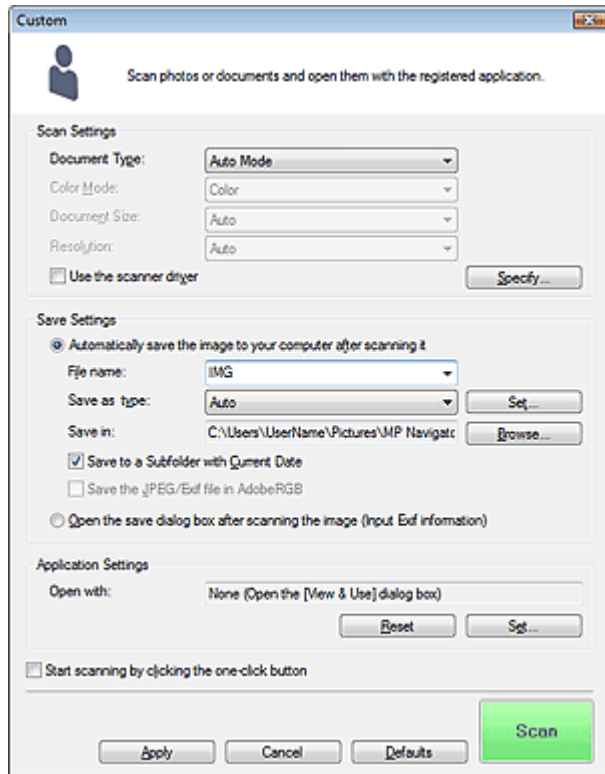 Custom
Scan photos or documents and open them with the registered application.
Scan Settings
Document Type: Auto Mode
Color Mode: Color
Document Size: Auto
Resolution: Auto
Use the scanner driver Specify...
Save Settings
Automatically save the image to your computer after scanning it
File name: IMG
Save as type: Auto Set...
Save in: C:\Users\UserName\Pictures\MP Navigatc Browse...
Save to a Subfolder with Current Date
Save the JPEG/Exif file in AdobeRGB
Open the save dialog box after scanning the image (Input Exif information)
Application Settings
Open with: None (Open the [View & Use] dialog box)
Reset Set...
Start scanning by clicking the one-click button
Scan
Apply Cancel Defaults